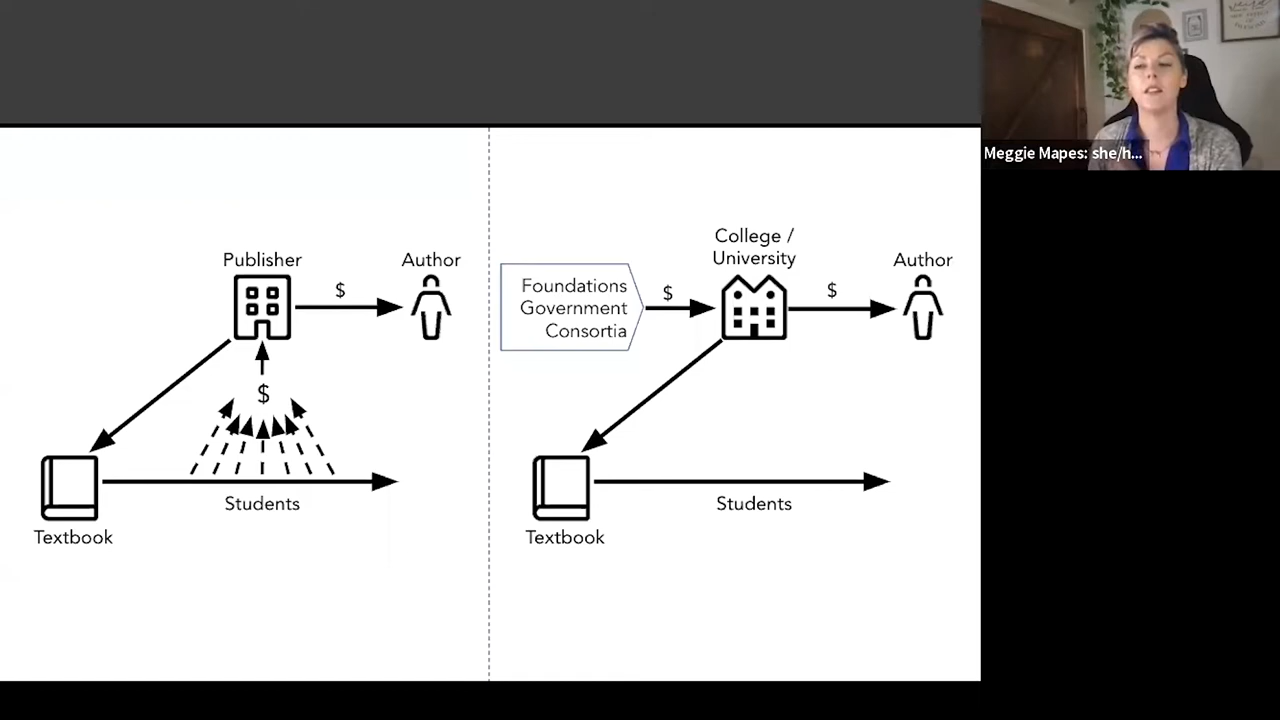 Publisher
Author
$
$
Students
Textbook
College /
University
Author
Foundations
Government
Consortia
$
$
Students
Textbook
Meggie Mapes: she/h...